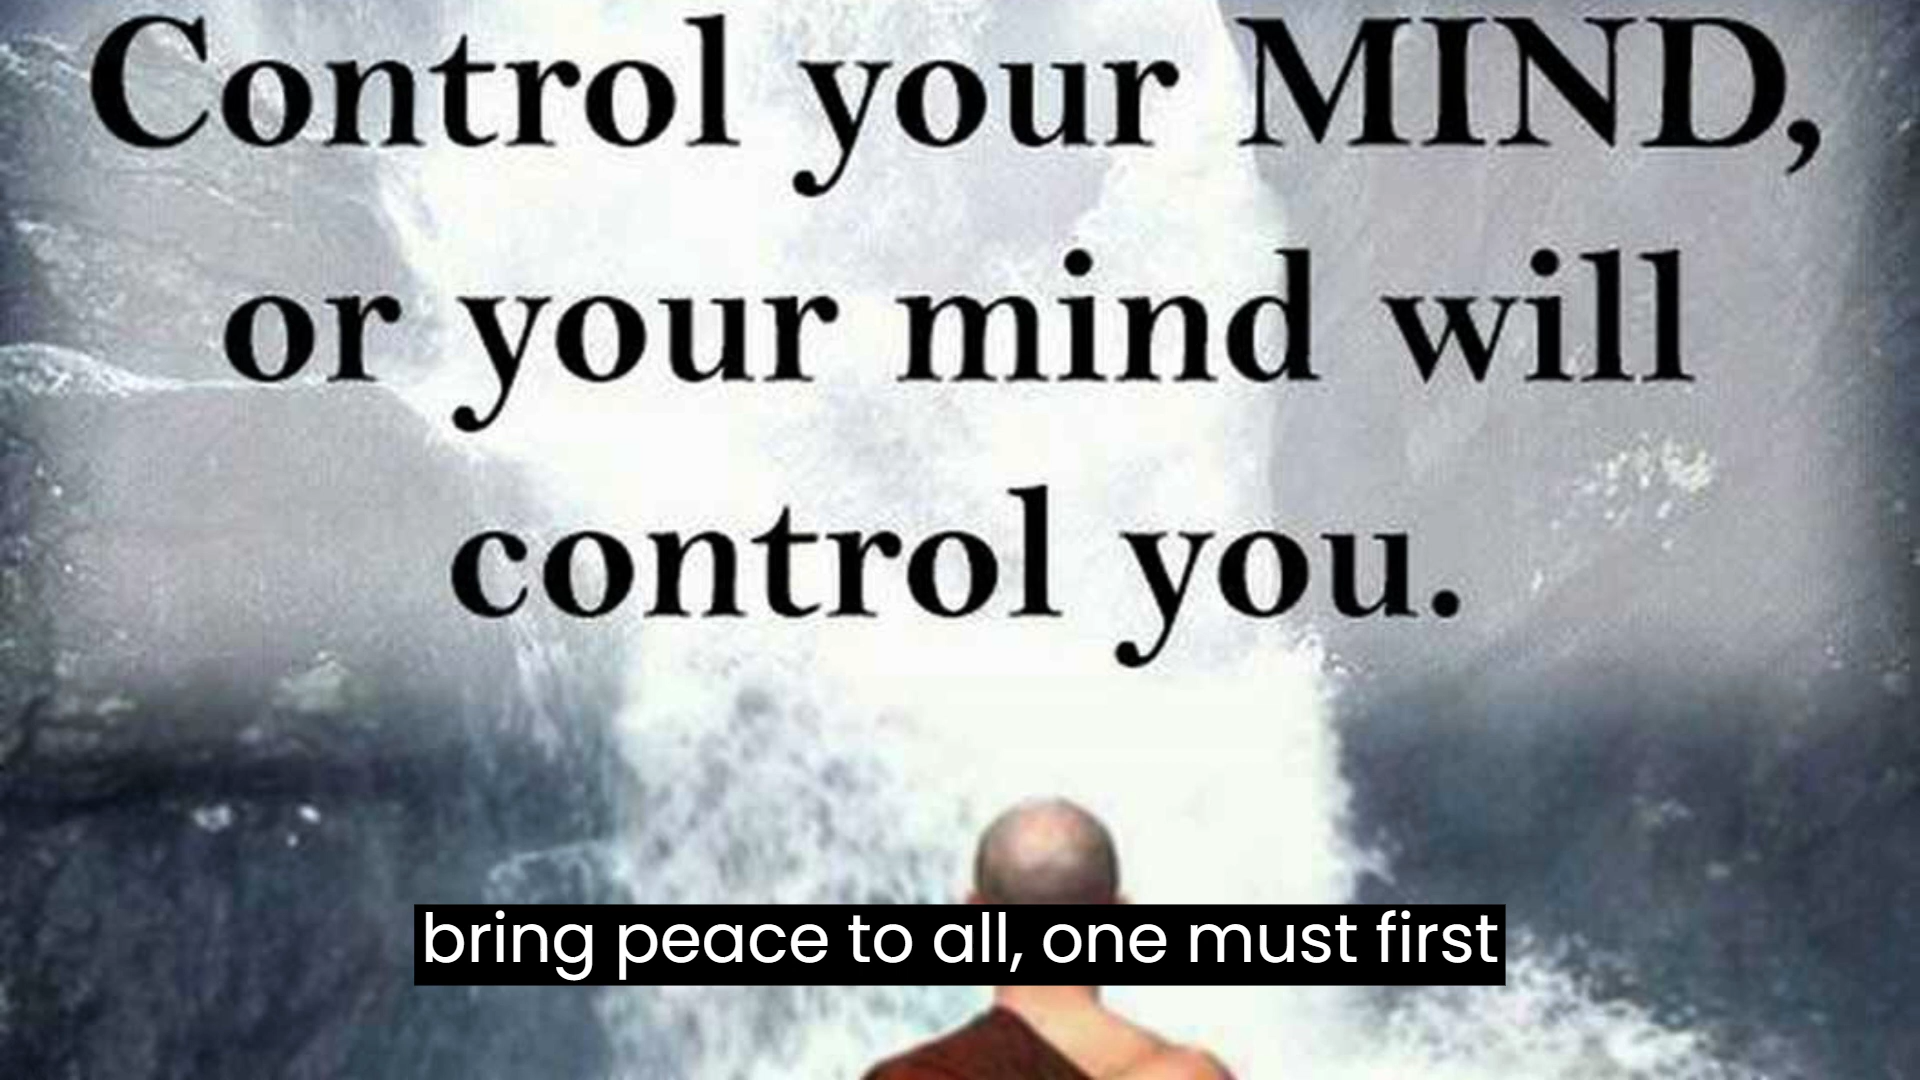 Control your MIND,
or your mind will
control you.
bring peace to all, one must first